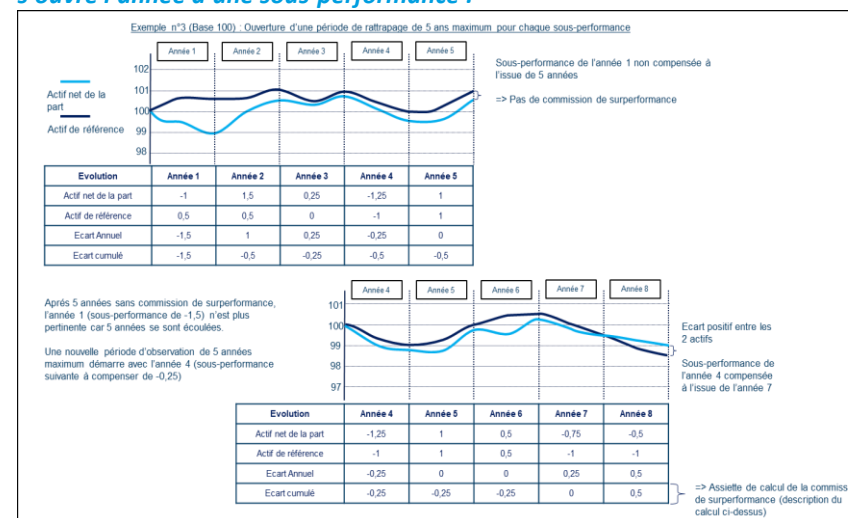 s'ouvre l'année d'une sous-performance :
Exemple n°3 (Base 100) : Ouverture d'une période de rattrapage de 5 ans maximum pour chaque sous-performance
Année 1 Année 2 Année 3 Année 4 Année 5
102
101
100
99
98
Actif net de la
part
Actif de référence
Sous-performance de l'année 1 non compensée à
l'issue de 5 années
=> Pas de commission de surperformance
Evolution Année 1 Année 2 Année 3 Année 4 Année 5
Actif net de la part -1 1,5 0,25 -1,25 1
Actif de référence 0,5 0,5 0 -1 1
Ecart Annuel -1,5 1 0,25 -0,25 0
Ecart cumulé -1,5 -0,5 -0,25 -0,5 -0,5
Après 5 années sans commission de surperformance,
l'année 1 (sous-performance de -1,5) n'est plus
pertinente car 5 années se sont écoulées.
Une nouvelle période d'observation de 5 années
maximum démarre avec l'année 4 (sous-performance
suivante à compenser de -0,25)
Année 4 Année 5 Année 6 Année 7 Année 8
101
100
99
98
97
Ecart positif entre les
2 actifs
Sous-performance de
l'année 4 compensée
à l'issue de l'année 7
Evolution Année 4 Année 5 Année 6 Année 7 Année 8
Actif net de la part -1,25 1 0,5 -0,75 -0,5
Actif de référence -1 1 0,5 -1 -1
Ecart Annuel -0,25 0 0 0,25 0,5
Ecart cumulé -0,25 -0,25 -0,25 0 0,5
=> Assiette de calcul de la commiss
de surperformance (description du
calcul ci-dessus)